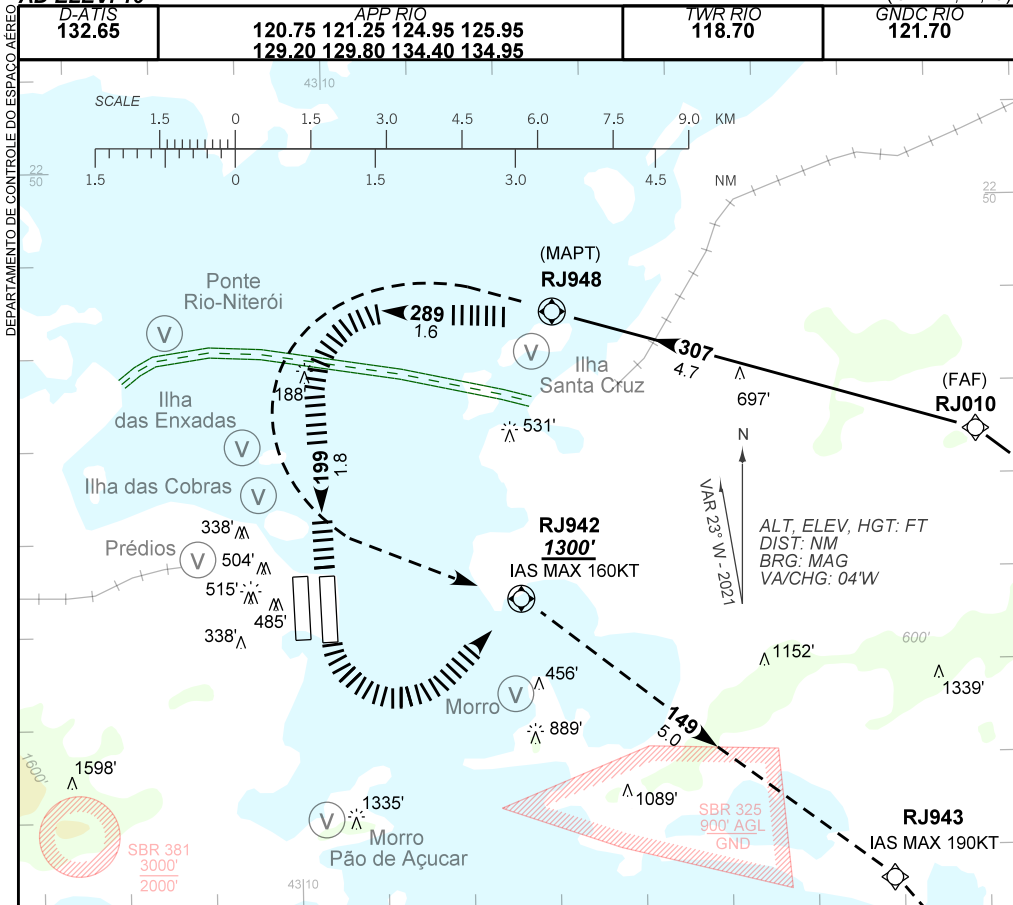 D-ATIS
132.65
APP RIO
120.75 121.25 124.95 125.95
129.20 129.80 134.40 134.95
TWR RIO
118.70
GNDC RIO
121.70
DEPARTAMENTO DE CONTROLE DO ESPAÇO AÉREO
43 10
SCALE
1.5 0 1.5 3.0 4.5 6.0 7.5 9.0 KM
1.5 0 1.5 3.0 4.5 NM
22
50
22
50
(MAPT)
RJ948
Ponte
Rio-Niterói
V
289
1.6
V
Ilha
Santa Cruz
307
4.7
697'
(FAF)
RJ010
188'
Ilha
das Enxadas
V
531'
N
VAR 23° W - 2021
199
1.8
Ilha das Cobras
V
338'
Prédios
V
504'
515'
485'
338'
RJ942
1300'
IAS MAX 160KT
ALT, ELEV, HGT: FT
DIST: NM
BRG: MAG
VA/CHG: 04'W
600'
1152'
1339'
456'
Morro
V
889'
149
5.0
1600'
1598'
1089'
SBR 325
900' AGL
GND
RJ943
IAS MAX 190KT
V
1335'
Morro
Pão de Açucar
SBR 381
3000'
2000'
43 10